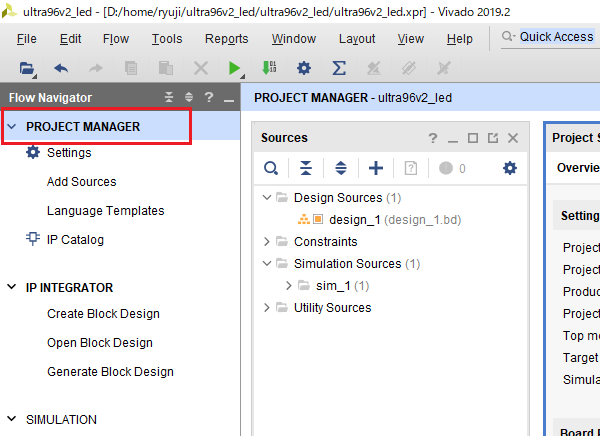 ultra96v2_led - [D:/home/ryuji/ultra96v2_led/ultra96v2_led/ultra96v2_led.xpr] - Vivado 2019.2
File Edit Flow Tools Reports Window Layout View Help Quick Access
Flow Navigator
PROJECT MANAGER - ultra96v2_led
PROJECT MANAGER
Settings
Add Sources
Language Templates
IP Catalog
IP INTEGRATOR
Create Block Design
Open Block Design
Generate Block Design
SIMULATION
Sources
0
Design Sources (1)
design_1 (design_1.bd)
Constraints
Simulation Sources (1)
sim_1 (1)
Utility Sources
Project S
Overvie
Setting
Project
Project
Produc
Project
Top mo
Target
Simula
Board P